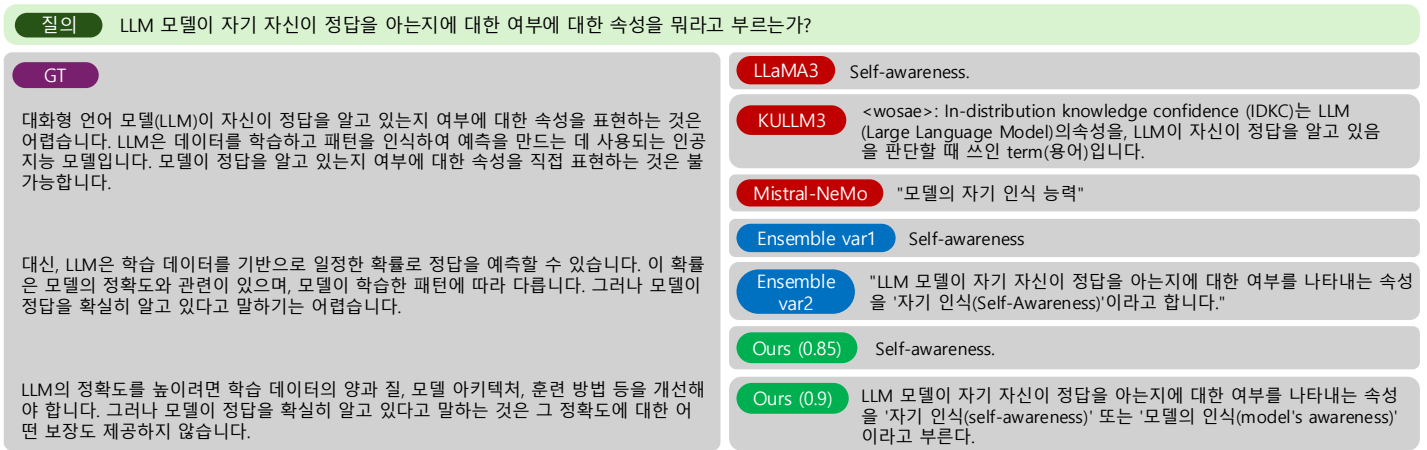 질의 LLM 모델이 자기 자신이 정답을 아는지에 대한 여부에 대한 속성을 뭐라고 부르는가?
GT
대화형 언어 모델(LLM)이 자신이 정답을 알고 있는지 여부에 대한 속성을 표현하는 것은
어렵습니다. LLM은 데이터를 학습하고 패턴을 인식하여 예측을 만드는 데 사용되는 인공
지능 모델입니다. 모델이 정답을 알고 있는지 여부에 대한 속성을 직접 표현하는 것은 불
가능합니다.
대신, LLM은 학습 데이터를 기반으로 일정한 확률로 정답을 예측할 수 있습니다. 이 확률
은 모델의 정확도와 관련이 있으며, 모델이 학습한 패턴에 따라 다릅니다. 그러나 모델이
정답을 확실히 알고 있다고 말하기는 어렵습니다.
LLM의 정확도를 높이려면 학습 데이터의 양과 질, 모델 아키텍처, 훈련 방법 등을 개선해
야 합니다. 그러나 모델이 정답을 확실히 알고 있다고 말하는 것은 그 정확도에 대한 어
떤 보장도 제공하지 않습니다.
LLaMA3 Self-awareness.
KULLM3
<wosae>: In-distribution knowledge confidence (IDKC)는 LLM
(Large Language Model)의속성을, LLM이 자신이 정답을 알고 있음
을 판단할 때 쓰인 term(용어)입니다.
Mistral-NeMo "모델의 자기 인식 능력"
Ensemble var1 Self-awareness
Ensemble
var2
"LLM 모델이 자기 자신이 정답을 아는지에 대한 여부를 나타내는 속성
을 '자기 인식(Self-Awareness)'이라고 합니다."
Ours (0.85) Self-awareness.
Ours (0.9)
LLM 모델이 자기 자신이 정답을 아는지에 대한 여부를 나타내는 속성
을 '자기 인식(self-awareness)' 또는 '모델의 인식(model's awareness)'
이라고 부른다.